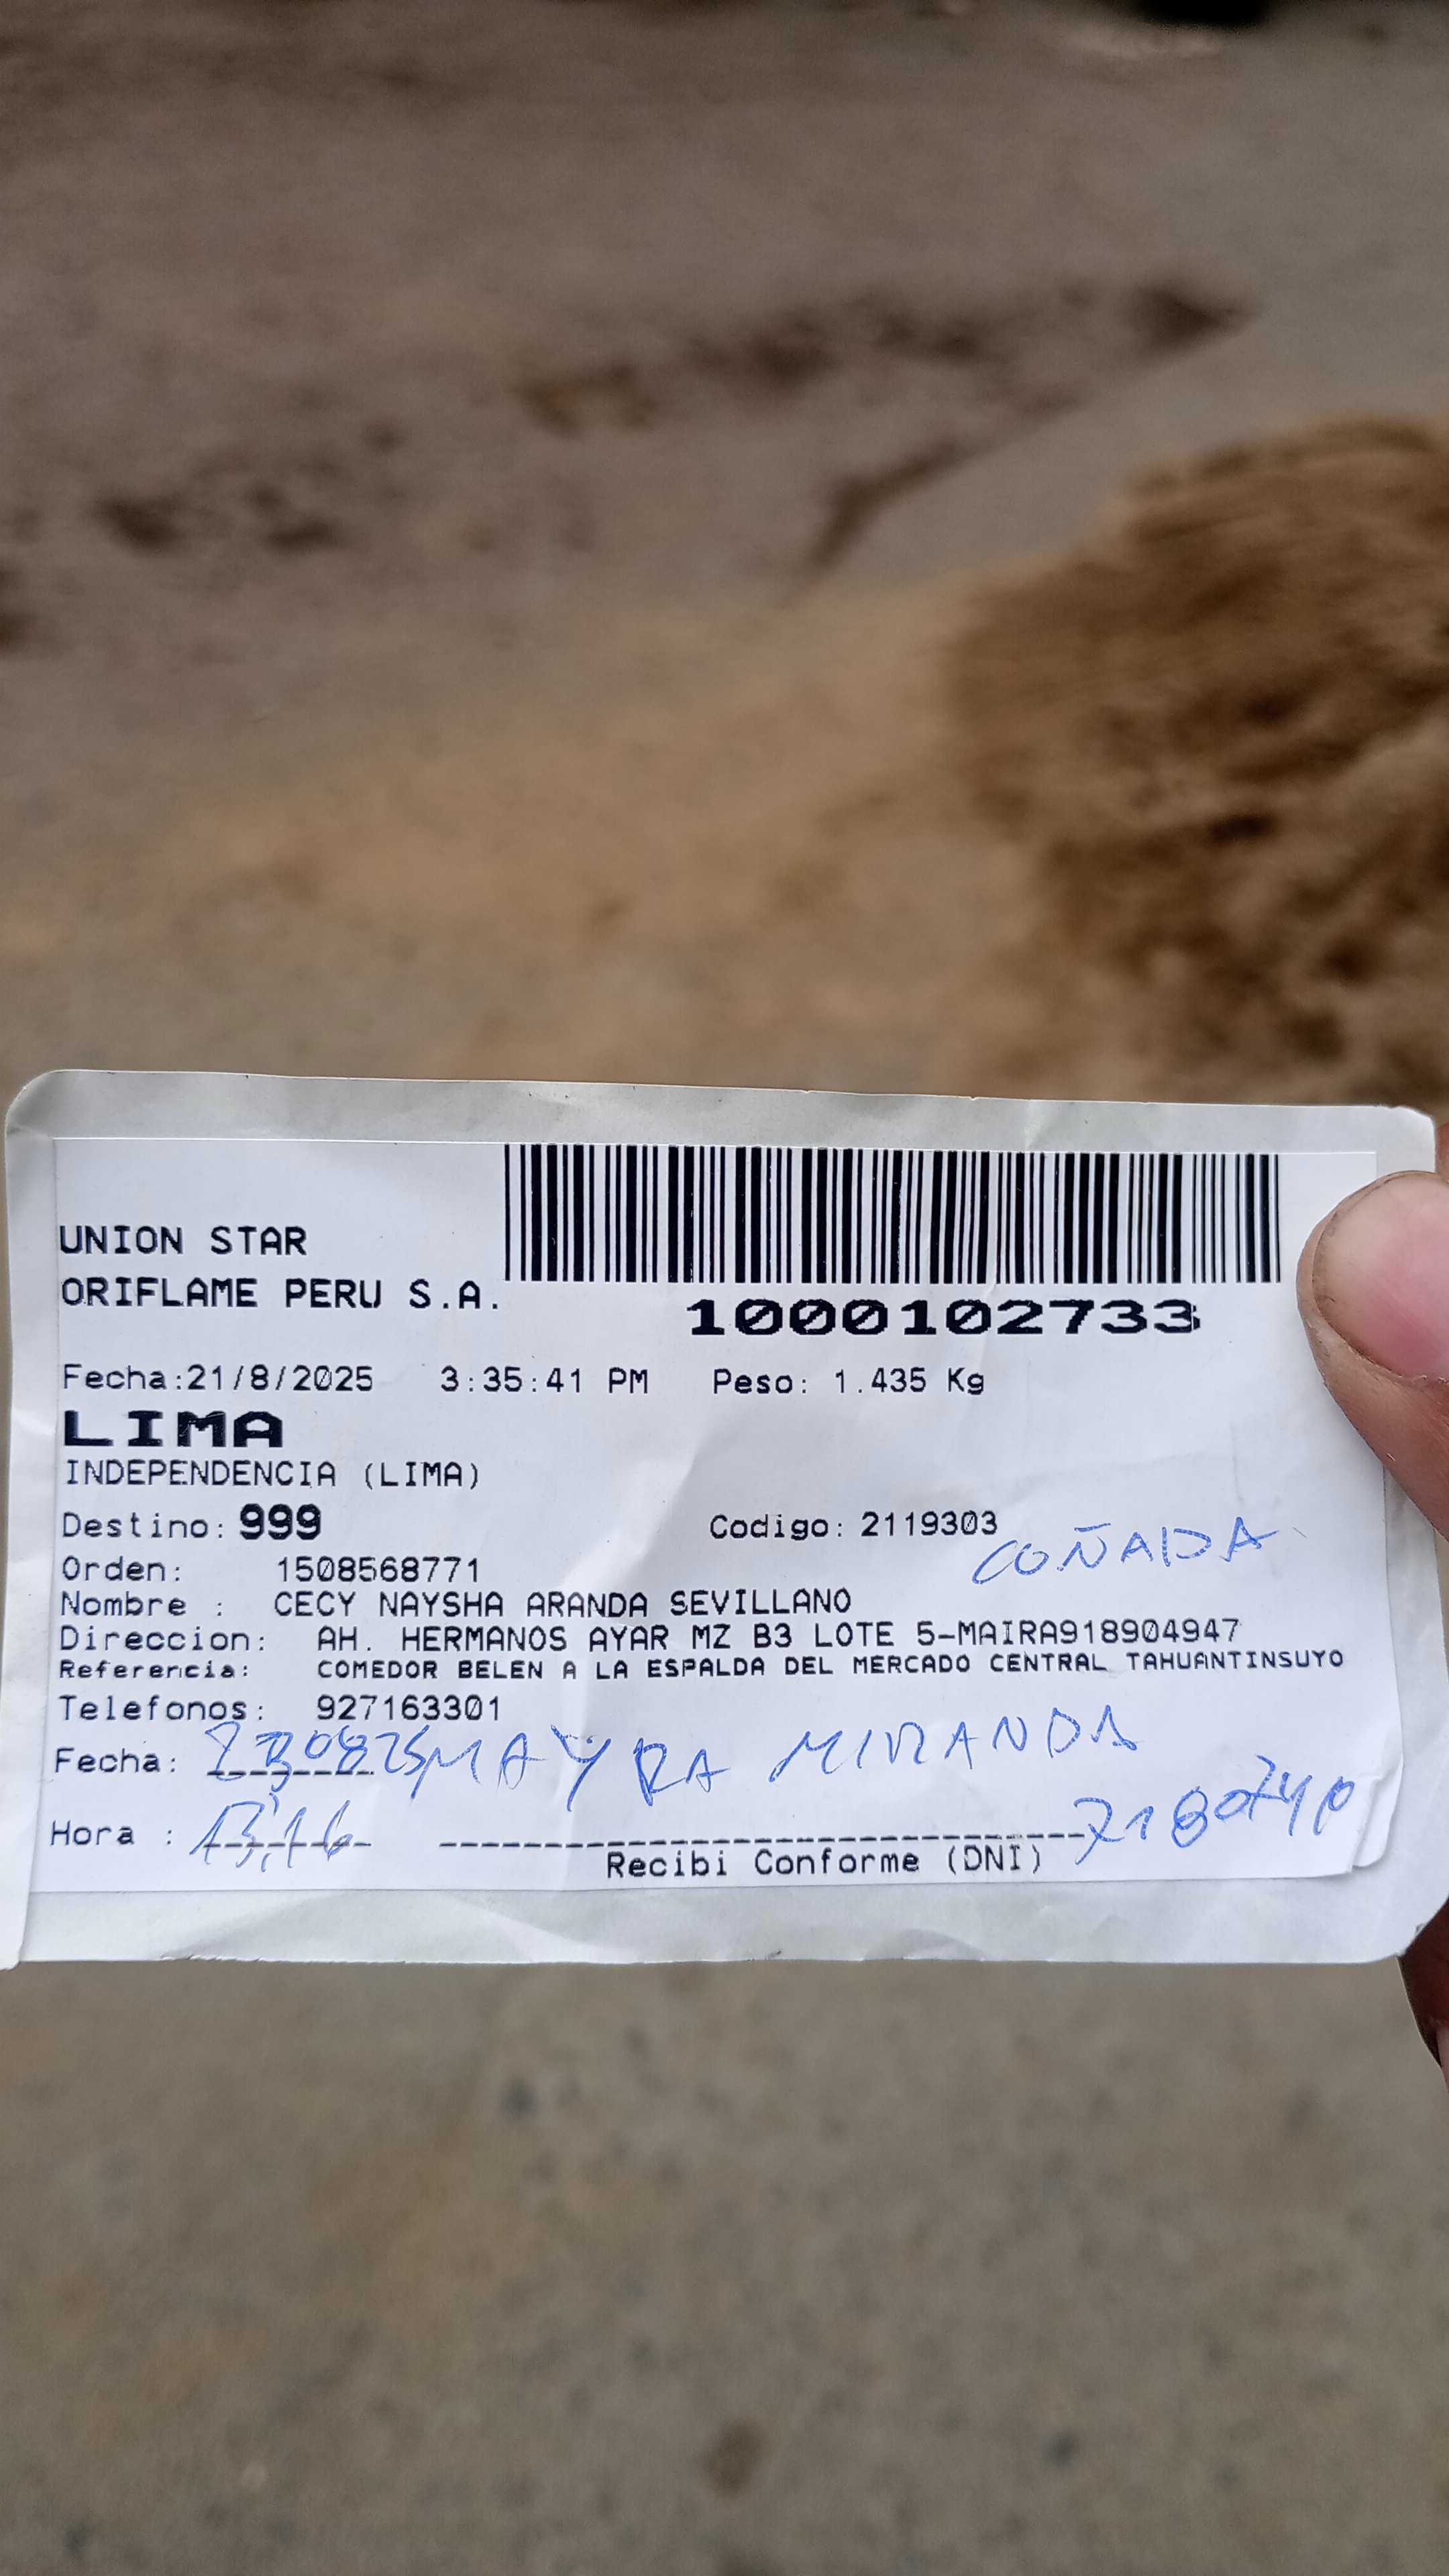 UNION STAR
ORIFLAME PERU S.A.
1000102733
Fecha:21/8/2025 3:35:41 PM Peso: 1.435 Kg
LIMA
INDEPENDENCIA (LIMA)
Destino: 999 Codigo: 2119303
COÑADA
Orden: 1508568771
Nombre : CECY NAYSHA ARANDA SEVILLANO
Direccion: AH. HERMANOS AYAR MZ B3 LOTE 5-MAIRA918904947
Referencia: COMEDOR BELEN A LA ESPALDA DEL MERCADO CENTRAL TAHUANTINSUYO
Telefonos: 927163301
Fecha: MAYRA MIRANDA
Hora :
Recibi Conforme (DNI)